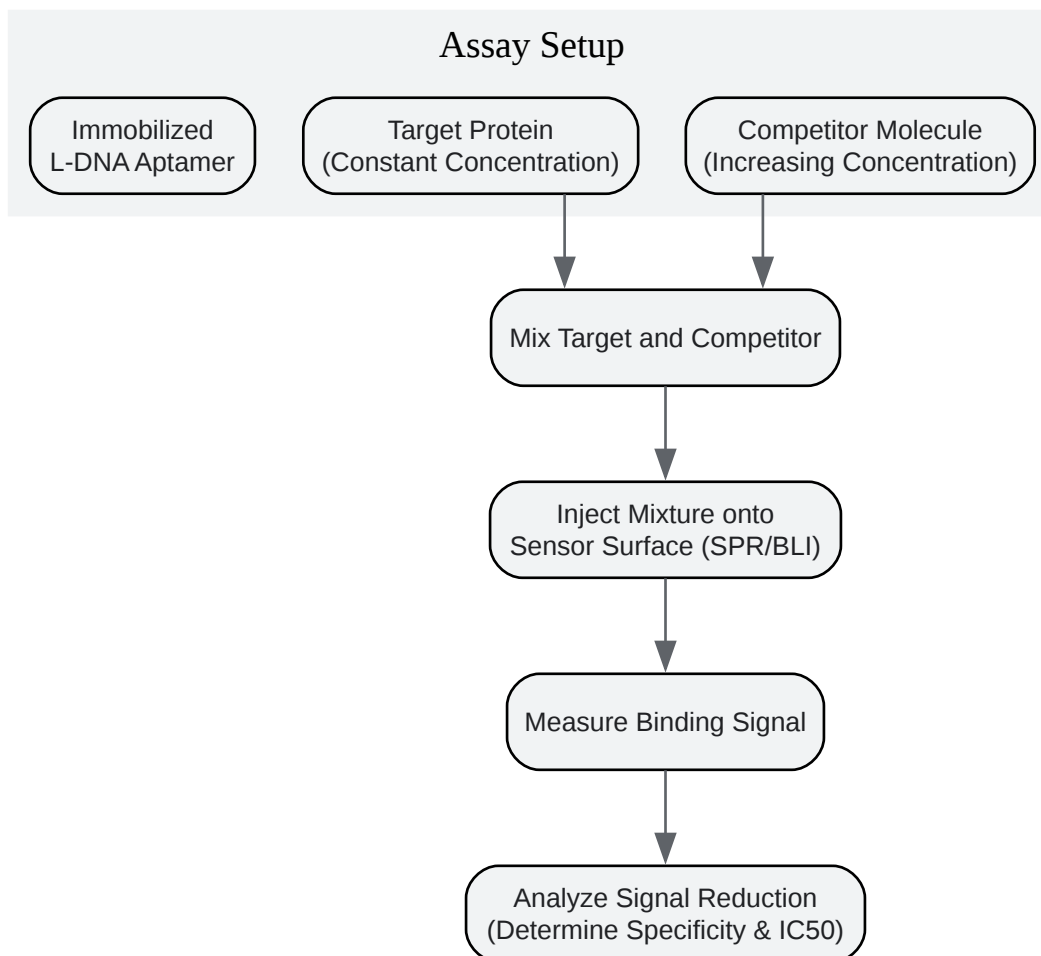 Assay Setup
Immobilized
L-DNA Aptamer
Target Protein
(Constant Concentration)
Competitor Molecule
(Increasing Concentration)
Mix Target and Competitor
Inject Mixture onto
Sensor Surface (SPR/BLI)
Measure Binding Signal
Analyze Signal Reduction
(Determine Specificity & IC50)